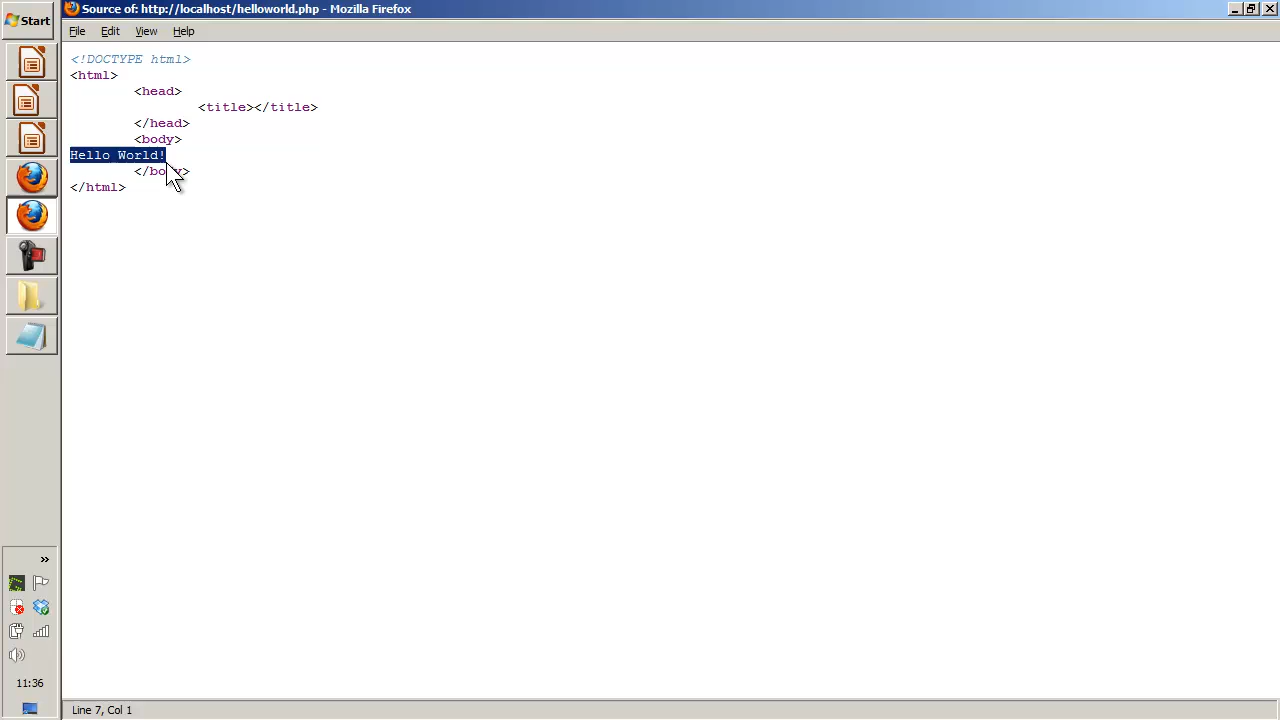 Start
Source of: http://localhost/helloworld.php - Mozilla Firefox
File Edit View Help
<!DOCTYPE html>
<html>
<head>
<title></title>
</head>
<body>
Hello World!
</body>
</html>
»
11:36
Line 7, Col 1